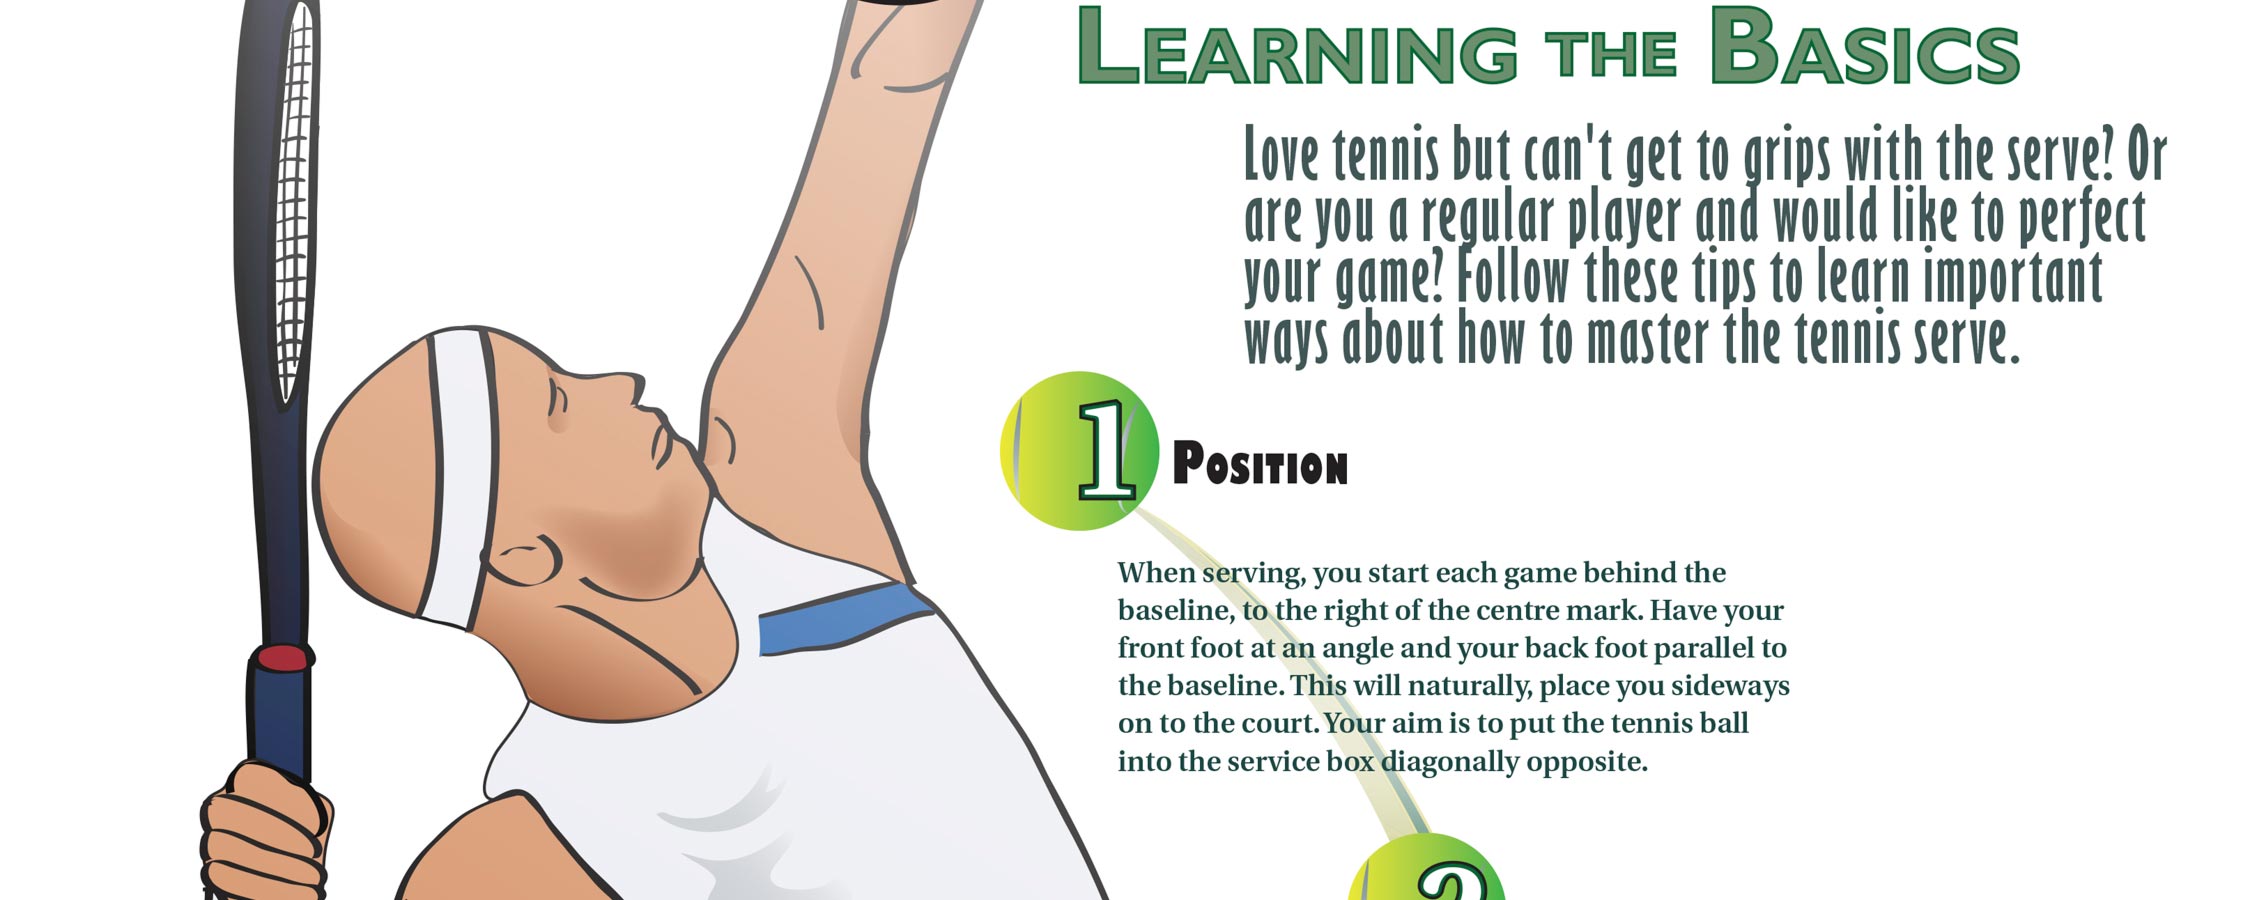 Learning the Basics
Love tennis but can't get to grips with the serve? Or
are you a regular player and would like to perfect
your game? Follow these tips to learn important
ways about how to master the tennis serve.
1 Position
When serving, you start each game behind the
baseline, to the right of the centre mark. Have your
front foot at an angle and your back foot parallel to
the baseline. This will naturally, place you sideways
on to the court. Your aim is to put the tennis ball
into the service box diagonally opposite.
2